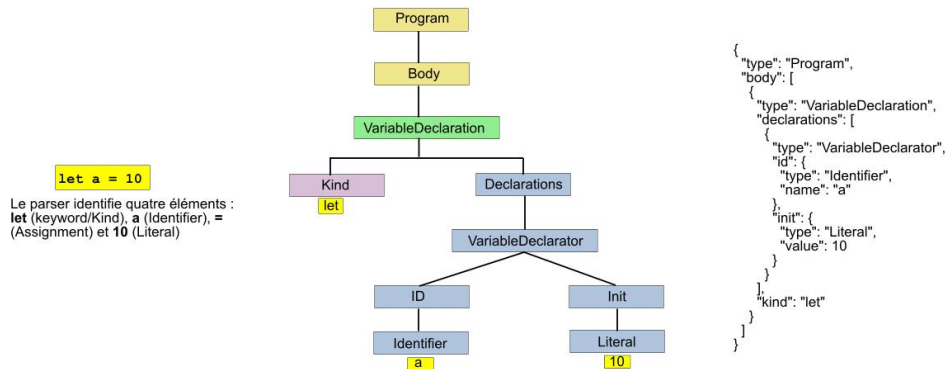 let a = 10
Le parser identifie quatre éléments :
let (keyword/Kind), a (Identifier), =
(Assignment) et 10 (Literal)
Program
Body
VariableDeclaration
Kind
let
Declarations
VariableDeclarator
ID
Init
Identifier
a
Literal
10
{
"type": "Program",
"body": [
{
"type": "VariableDeclaration",
"declarations": [
{
"type": "VariableDeclarator",
"id": {
"type": "Identifier",
"name": "a"
},
"init": {
"type": "Literal",
"value": 10
}
}
],
"kind": "let"
}
]
}